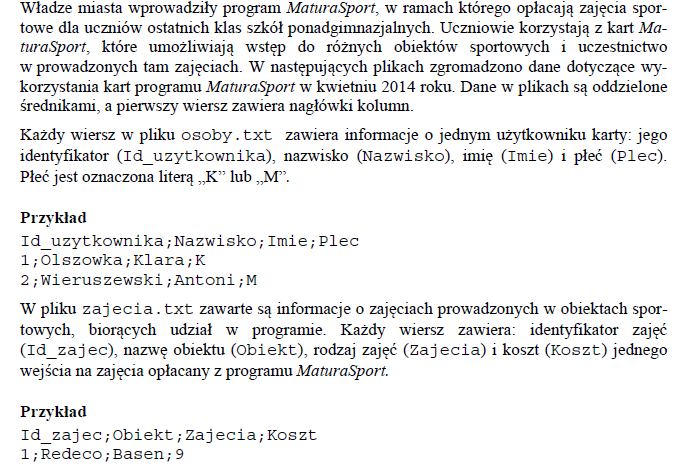 Władze miasta wprowadziły program MaturaSport, w ramach którego opłacają zajęcia spor-
towe dla uczniów ostatnich klas szkół ponadgimnazjalnych. Uczniowie korzystają z kart Ma-
turaSport, które umożliwiają wstęp do różnych obiektów sportowych i uczestnictwo
w prowadzonych tam zajęciach. W następujących plikach zgromadzono dane dotyczące wy-
korzystania kart programu MaturaSport w kwietniu 2014 roku. Dane w plikach są oddzielone
średnikami, a pierwszy wiersz zawiera nagłówki kolumn.
Każdy wiersz w pliku osoby.txt zawiera informacje o jednym użytkowniku karty: jego
identyfikator (Id_uzytkownika), nazwisko (Nazwisko), imię (Imie) i płeć (Plec).
Płeć jest oznaczona literą „K” lub „M”.
Przykład
Id_uzytkownika;Nazwisko;Imie;Plec
1;Olszowka;Klara;K
2;Wieruszewski;Antoni;M
W pliku zajecia.txt zawarte są informacje o zajęciach prowadzonych w obiektach spor-
towych, biorących udział w programie. Każdy wiersz zawiera: identyfikator zajęć
(Id_zajec), nazwę obiektu (Obiekt), rodzaj zajęć (Zajecia) i koszt (Koszt) jednego
wejścia na zajęcia opłacany z programu MaturaSport.
Przykład
Id_zajec;Obiekt;Zajecia;Koszt
1;Redeco;Basen;9